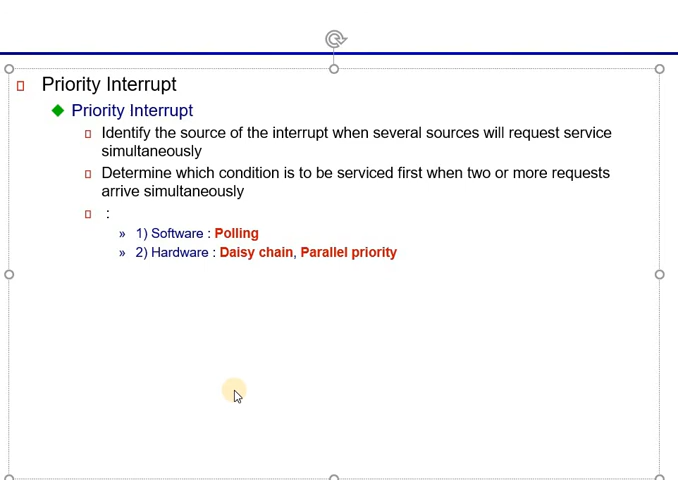 Priority Interrupt
Priority Interrupt
Identify the source of the interrupt when several sources will request service
simultaneously
Determine which condition is to be serviced first when two or more requests
arrive simultaneously
:
» 1) Software : Polling
» 2) Hardware : Daisy chain, Parallel priority